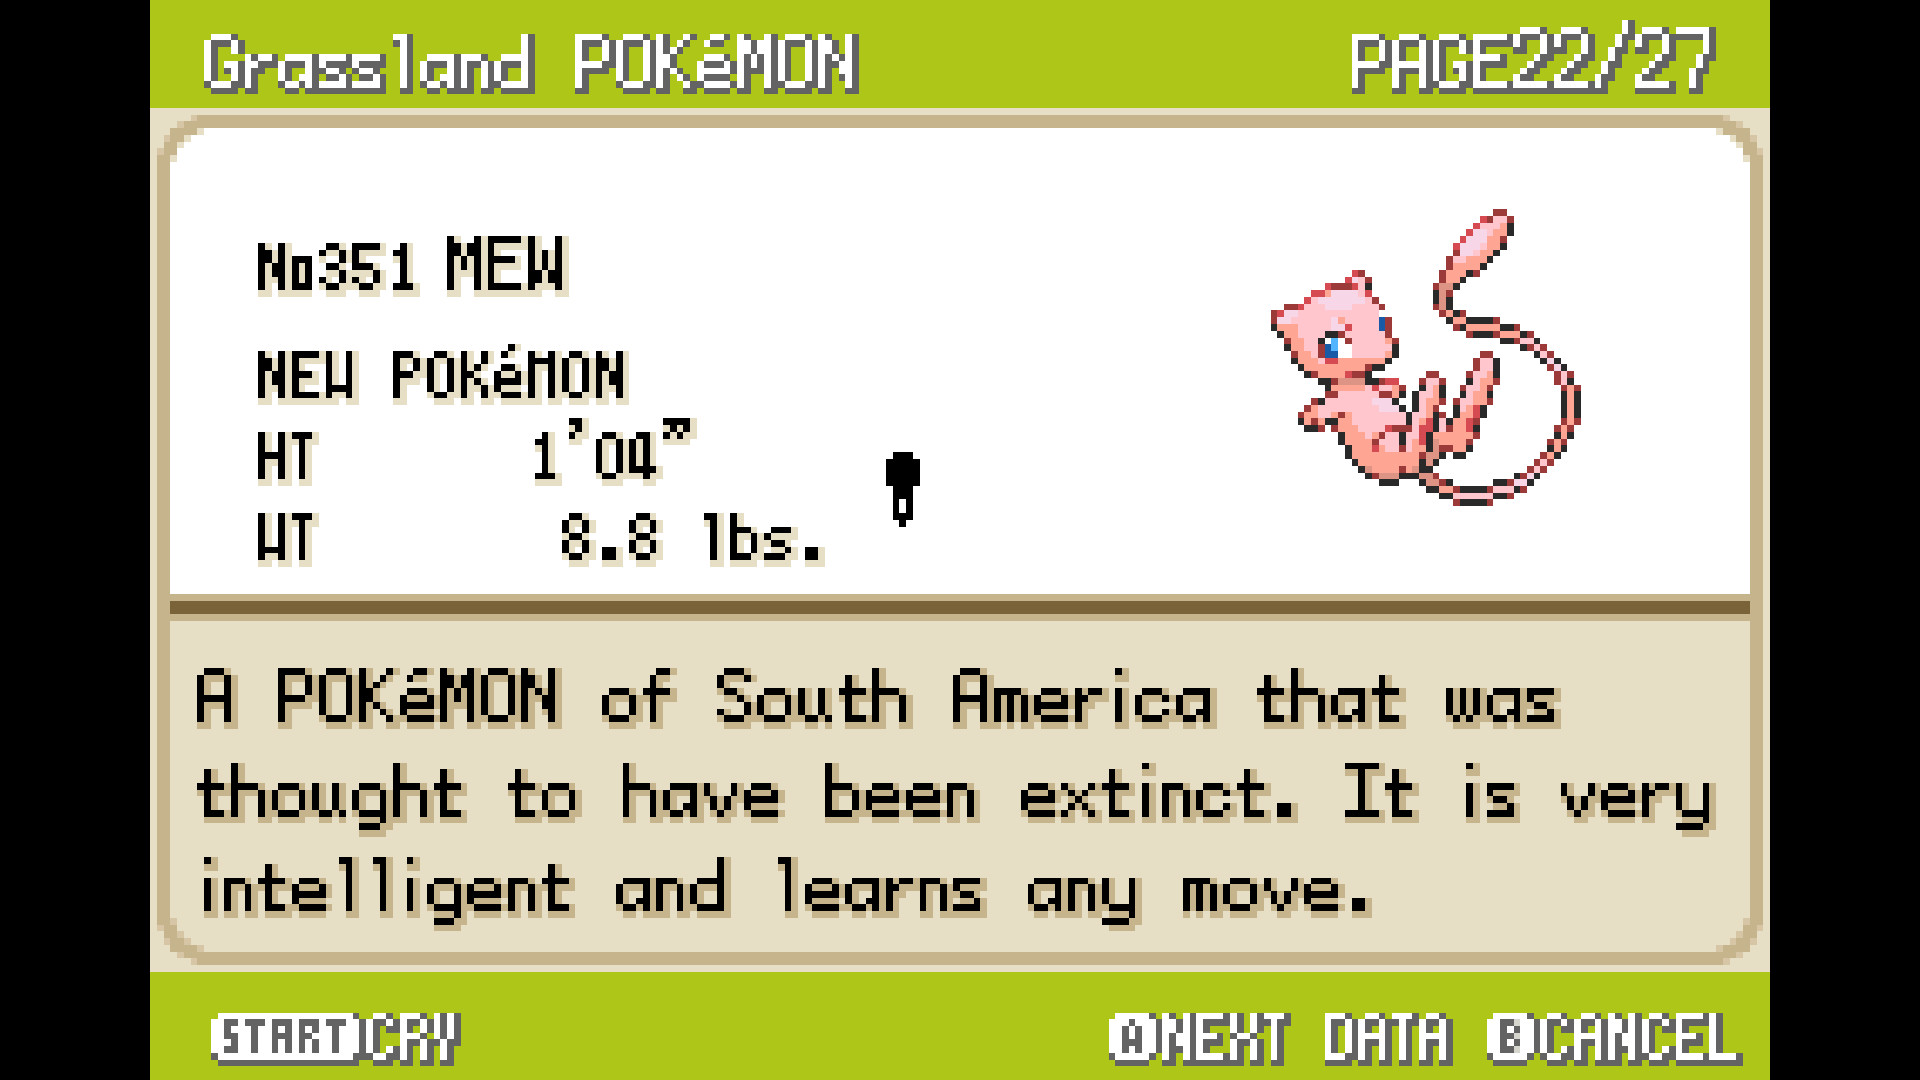 Grassland POKéMON PAGE22/27
No351 MEW
NEW POKéMON
HT 1'04"
WT 8.8 lbs.
A POKéMON of South America that was
thought to have been extinct. It is very
intelligent and learns any move.
START CRY A NEXT DATA B CANCEL